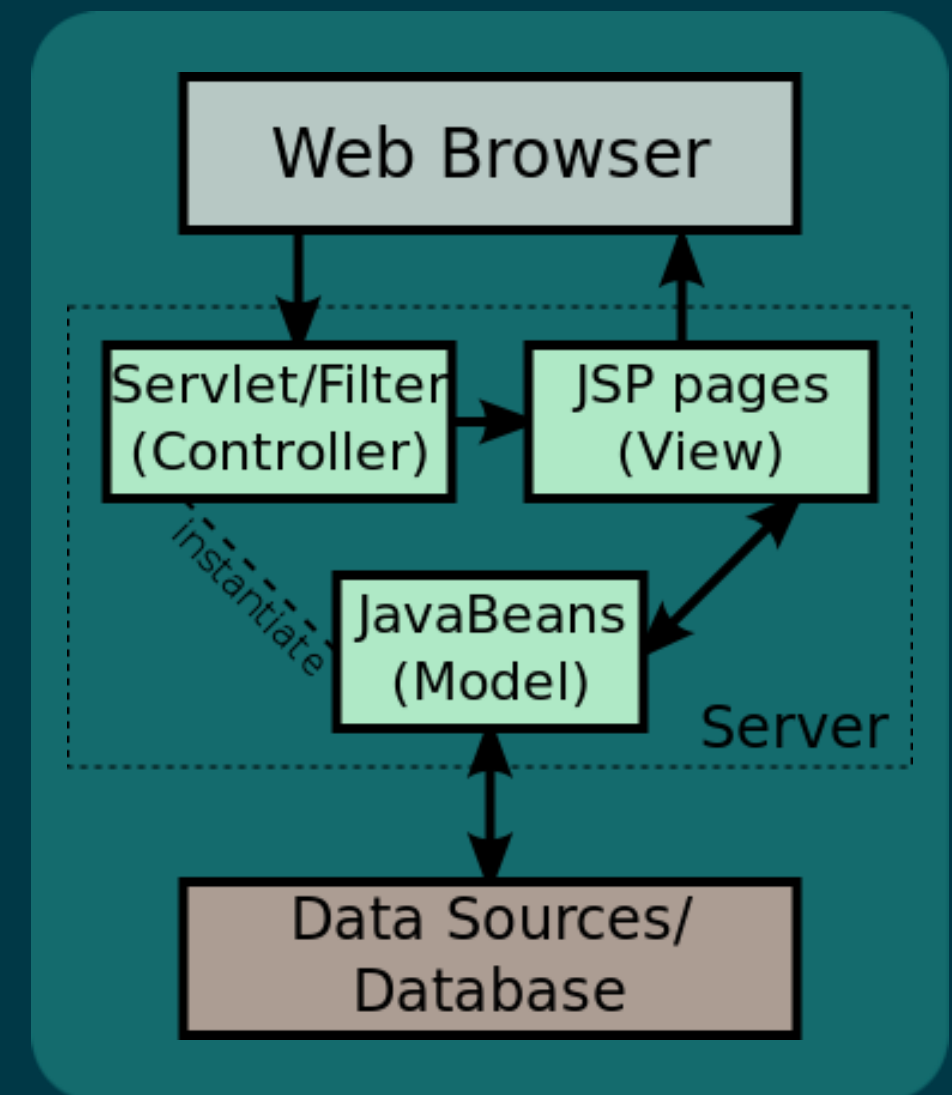 Web Browser
Servlet/Filter
(Controller)
JSP pages
(View)
instantiate
JavaBeans
(Model)
Server
Data Sources/
Database